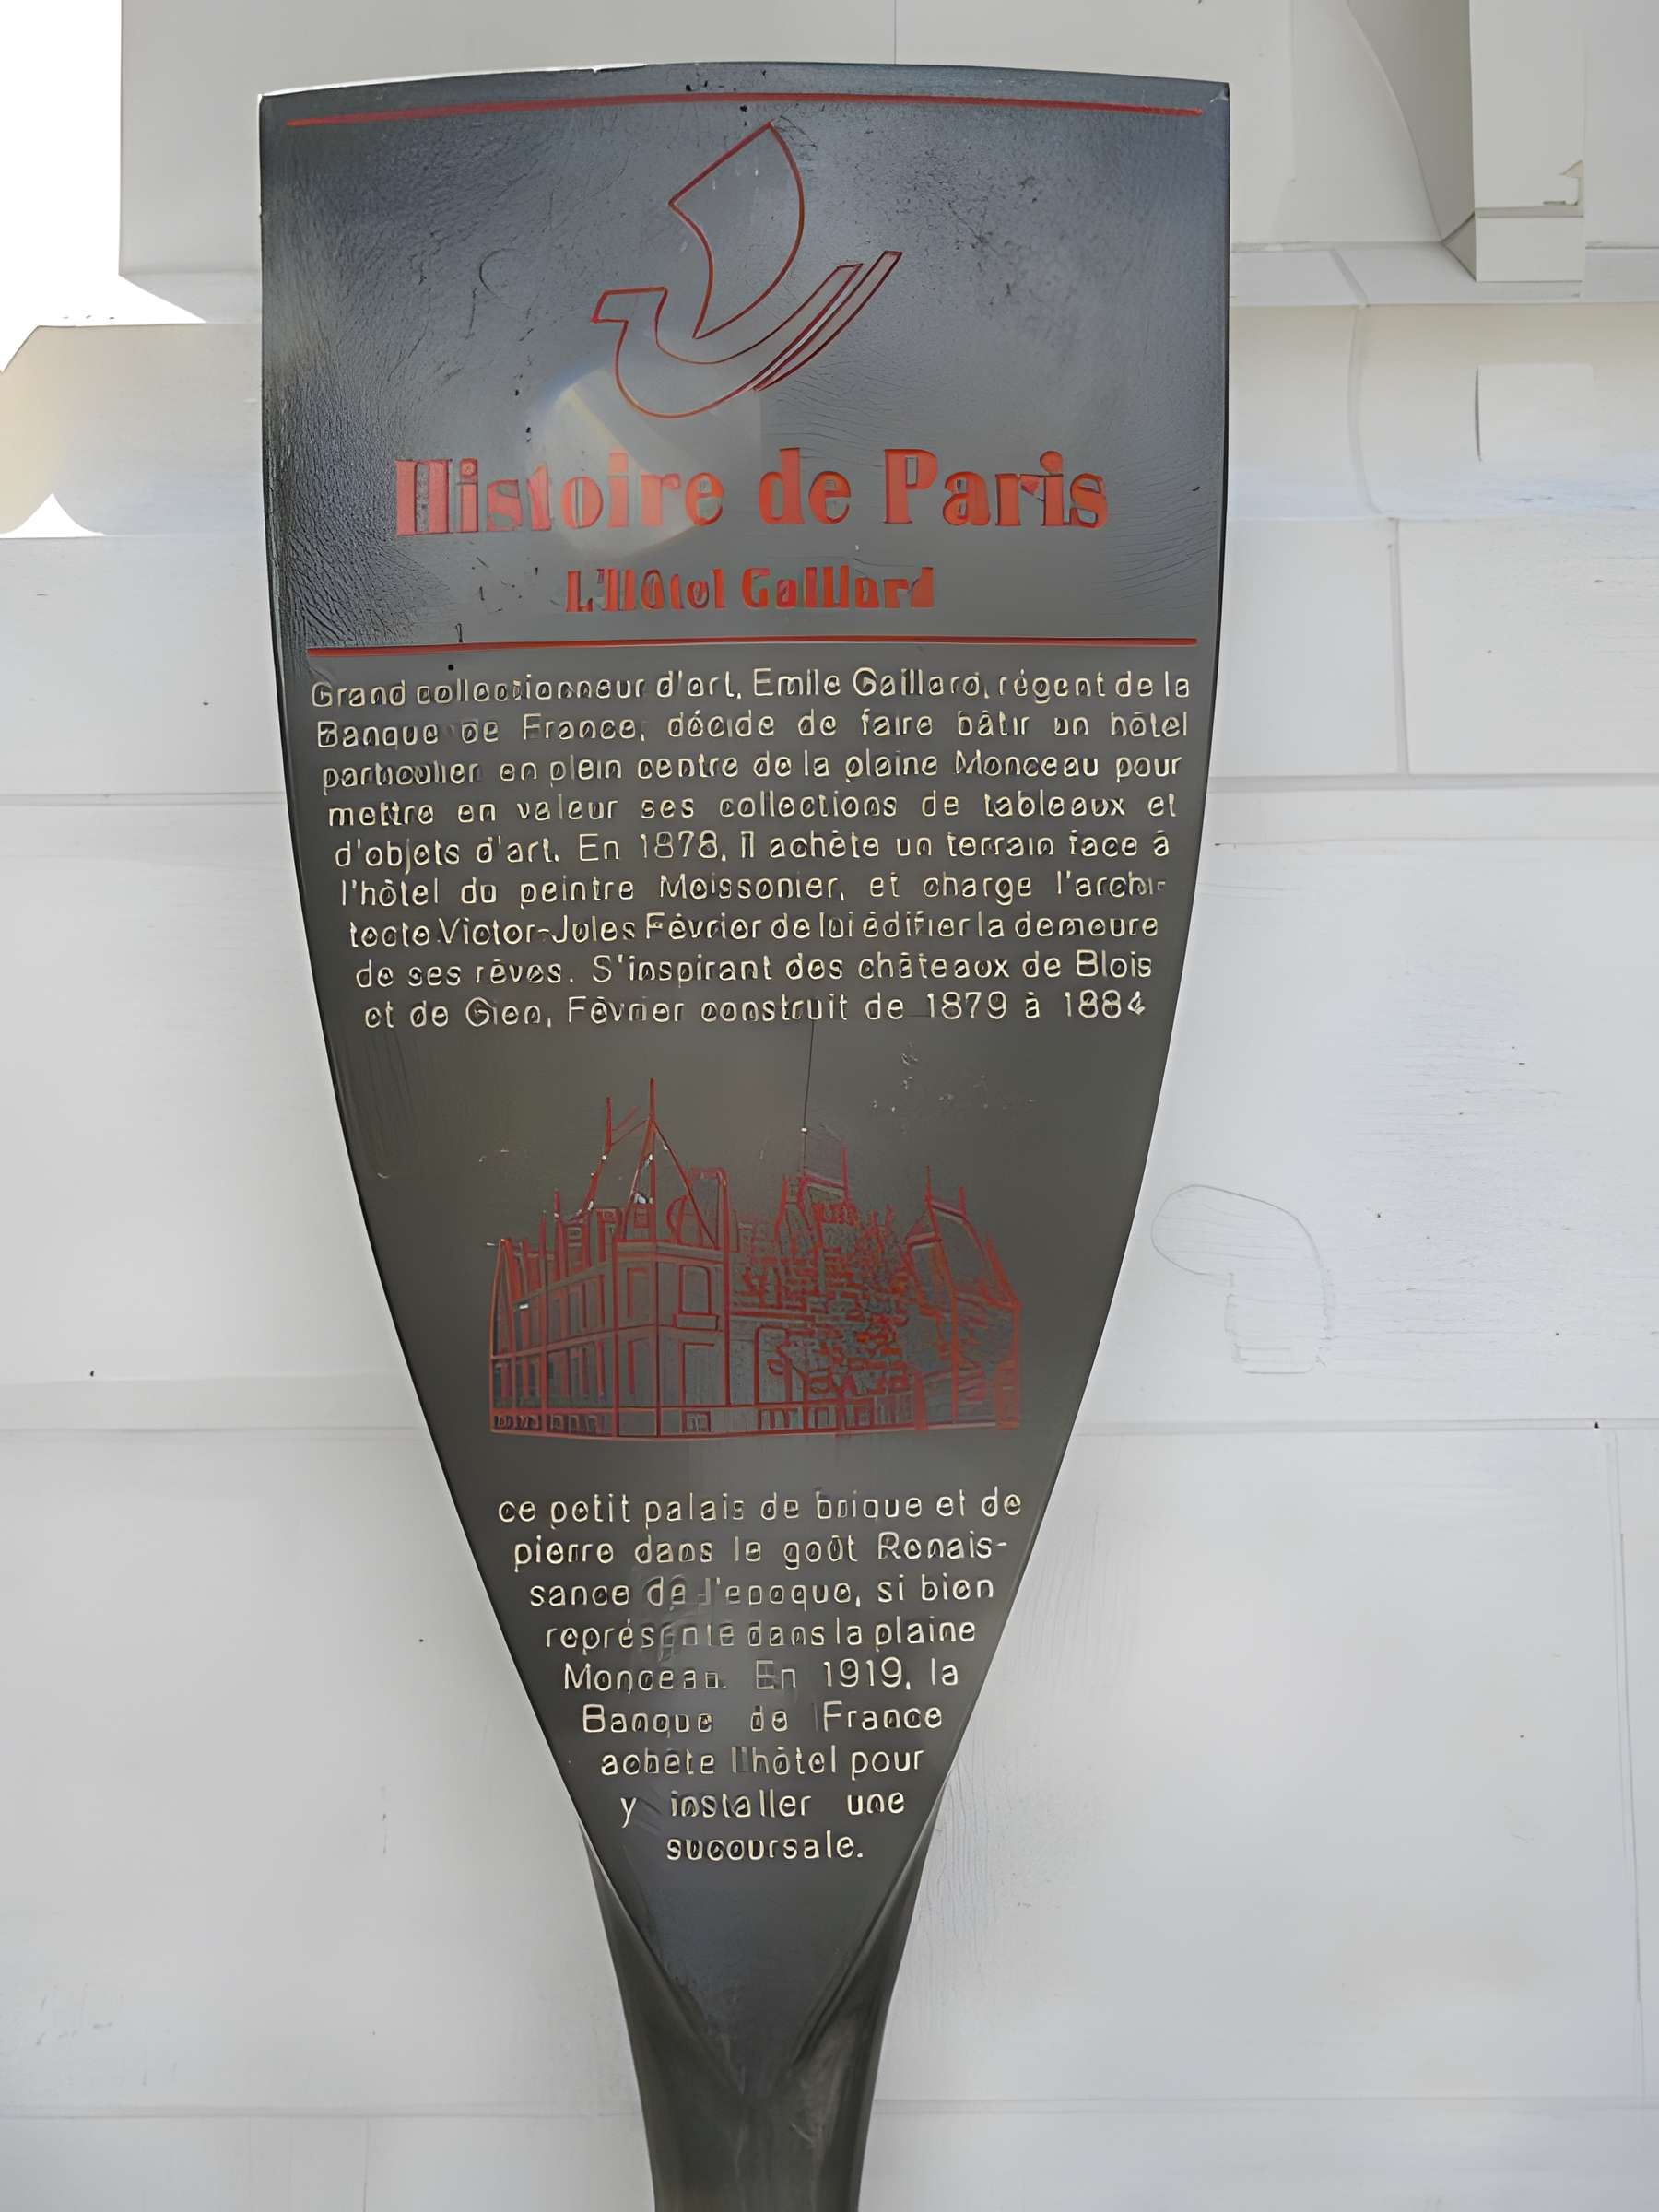 Histoire de Paris
L'Hôtel Gaillard
Grand collectionneur d'art, Emile Gaillard, régent de la
Banque de France, décide de faire bâtir un hôtel
particulier en plein centre de la plaine Monceau pour
mettre en valeur ses collections de tableaux et
d'objets d'art. En 1878, il achète un terrain face à
l'hôtel du peintre Meissonier, et charge l'archi-
tecte Victor-Jules Février de lui édifier la demeure
de ses rêves. S'inspirant des châteaux de Blois
et de Gien, Février construit de 1879 à 1884
ce petit palais de brique et de
pierre dans le goût Renais-
sance de l'epoque, si bien
représenté dans la plaine
Monceau. En 1919, la
Banque de France
achète l'hôtel pour
y installer une
succursale.